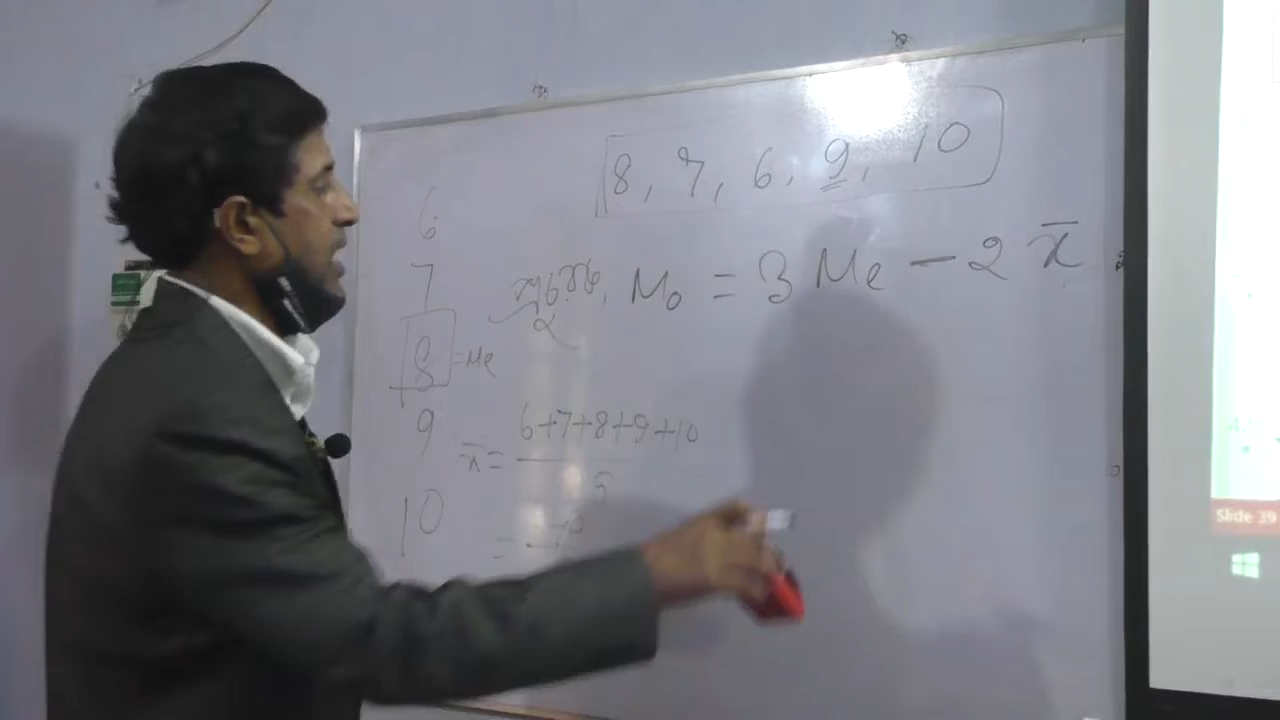 8, 7, 6, 9, 10
6
7
8 = Me
9
10
Mo = 3 Me - 2 x̄
x̄ = 6+7+8+9+10
5
=
Slide 39